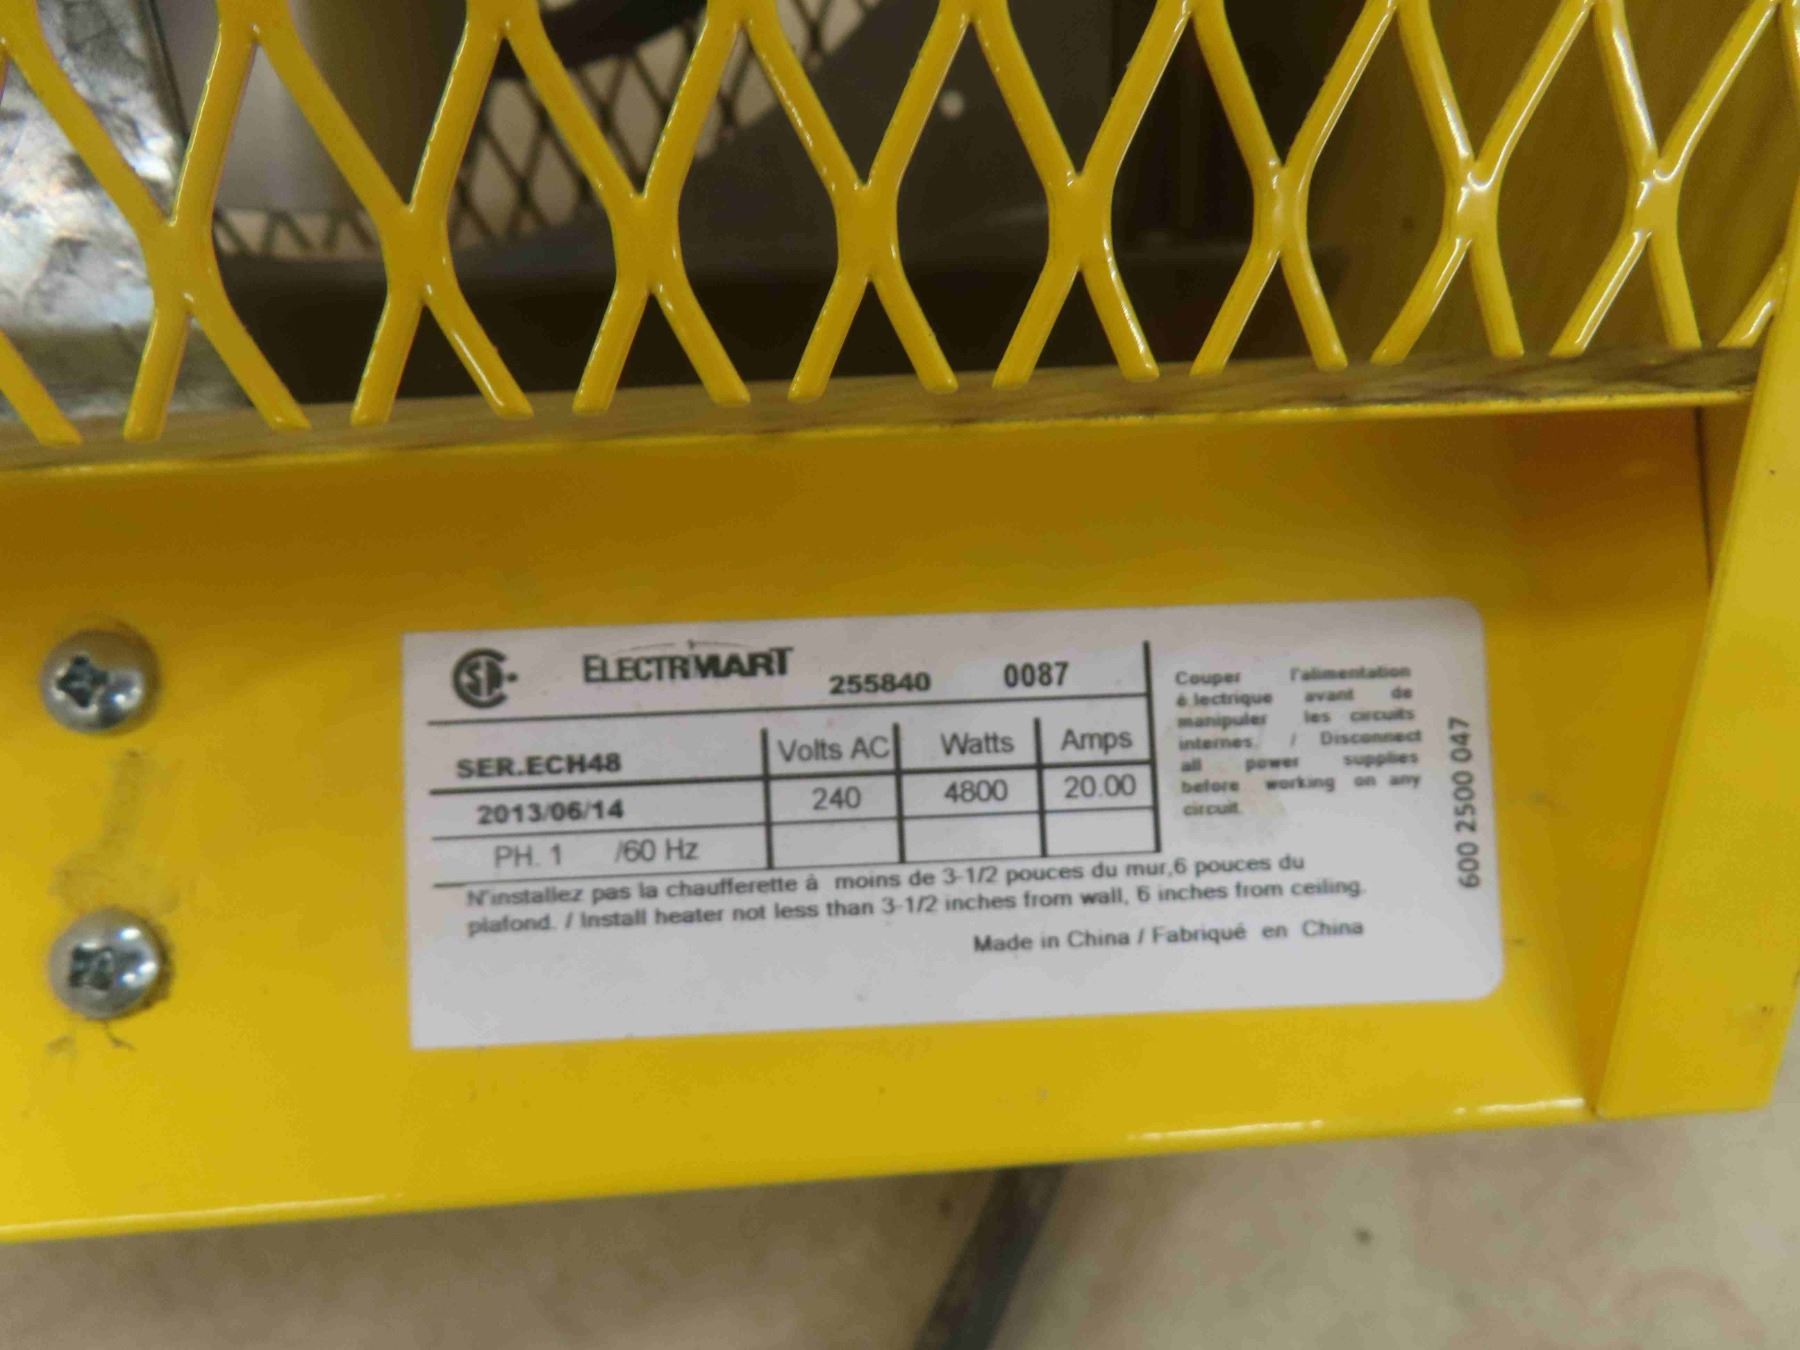 ELECTRIMART 255840 0087
SER.ECH48 Volts AC Watts Amps
2013/06/14 240 4800 20.00
PH. 1 /60 Hz
Couper l'alimentation
é lectrique avant de
manipuler les circuits
internes. / Disconnect
all power supplies
before working on any
circuit.
N'installez pas la chaufferette à moins de 3-1/2 pouces du mur,6 pouces du
plafond. / Install heater not less than 3-1/2 inches from wall, 6 inches from ceiling.
Made in China / Fabriqué en China
600 2500 047